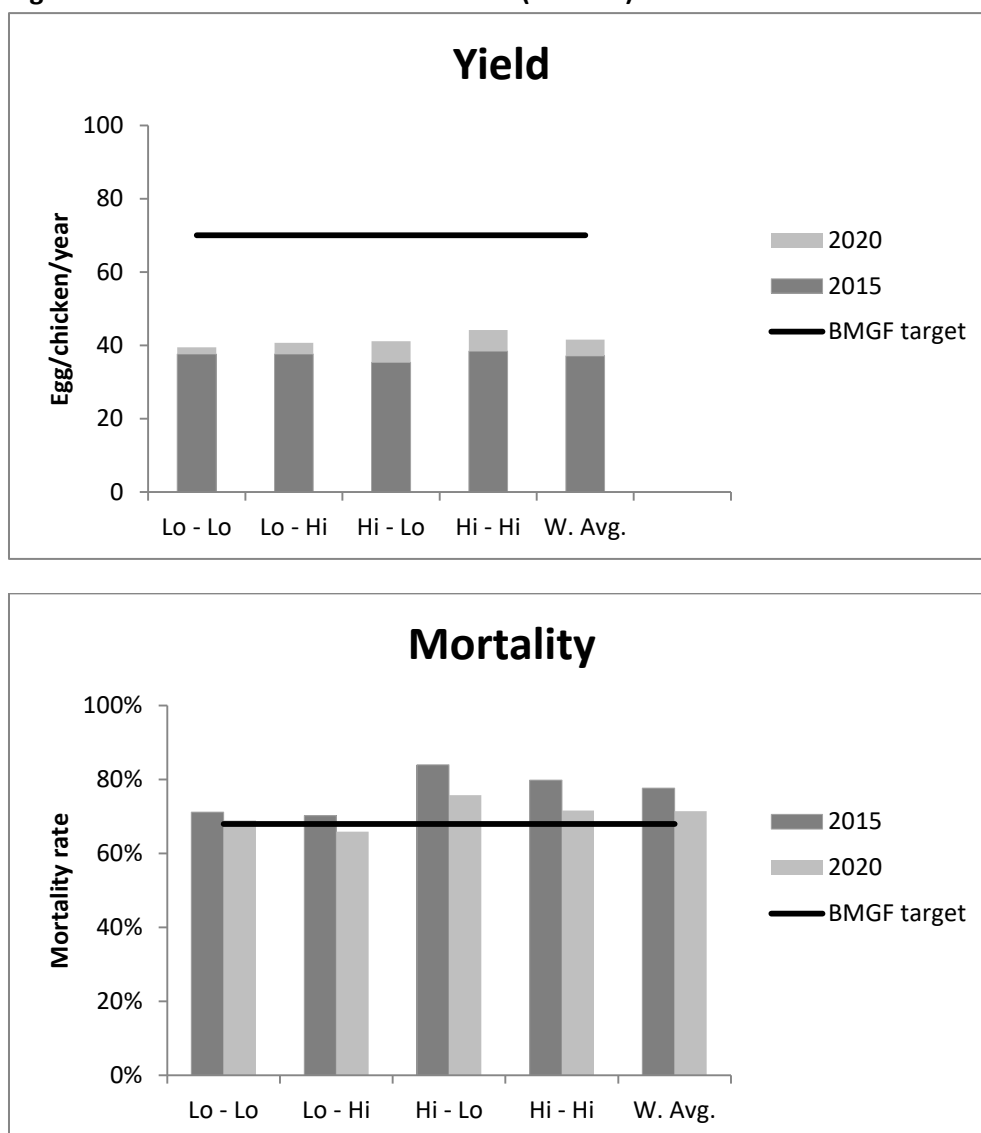 Yield
100
80
60
40
20
0
Egg/chicken/year
Lo - Lo Lo - Hi Hi - Lo Hi - Hi W. Avg.
2020
2015
BMGF target
Mortality
100%
80%
60%
40%
20%
0%
Mortality rate
Lo - Lo Lo - Hi Hi - Lo Hi - Hi W. Avg.
2015
2020
BMGF target